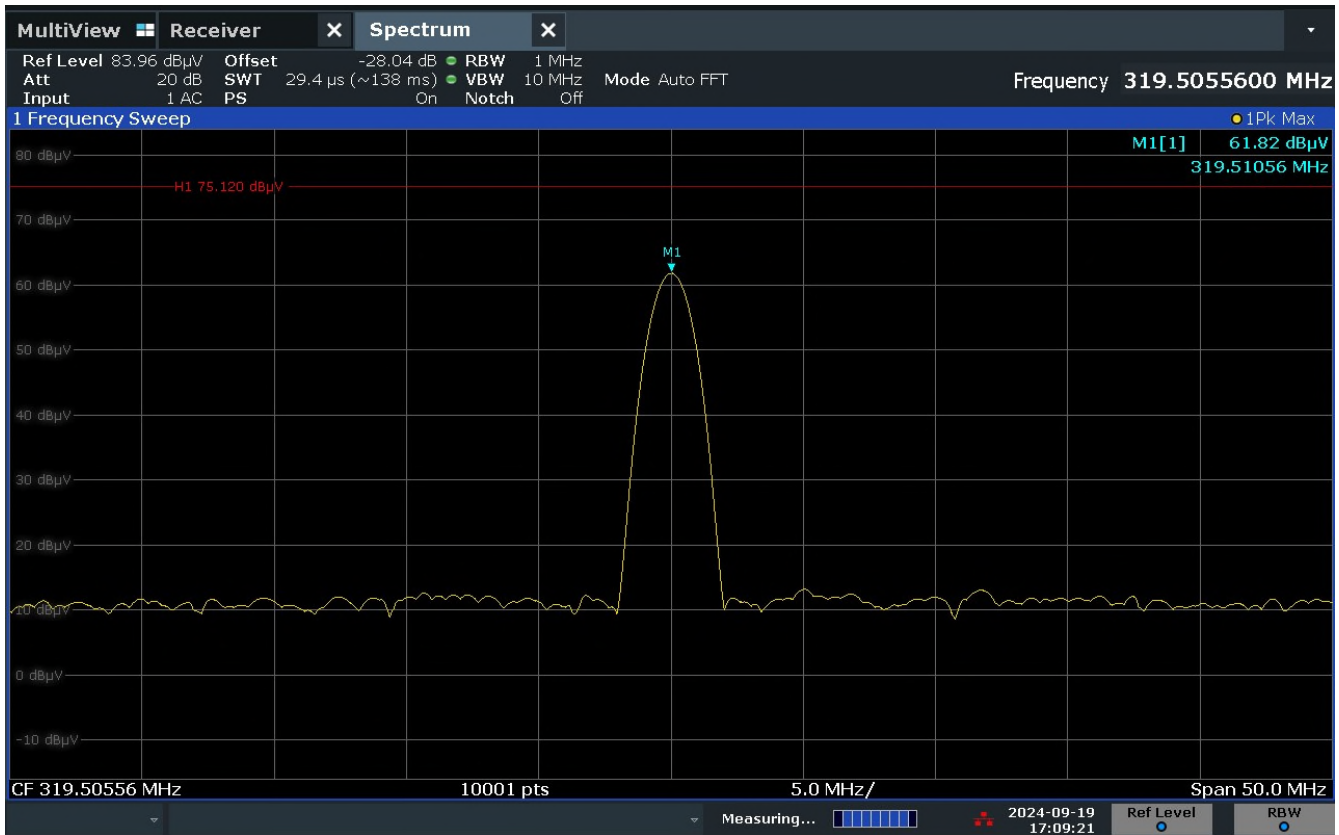 MultiView Receiver X Spectrum X
Ref Level 83.96 dBµV Offset -28.04 dB RBW 1 MHz
Att 20 dB SWT 29.4 µs (~138 ms) VBW 10 MHz Mode Auto FFT Frequency 319.5055600 MHz
Input 1 AC PS On Notch Off
1 Frequency Sweep 1Pk Max
M1[1] 61.82 dBµV
80 dBµV
319.51056 MHz
H1 75.120 dBµV
70 dBµV
M1
60 dBµV
50 dBµV
40 dBµV
30 dBµV
20 dBµV
10 dBµV
0 dBµV
-10 dBµV
CF 319.50556 MHz 10001 pts 5.0 MHz/ Span 50.0 MHz
Measuring... 2024-09-19 Ref Level RBW
17:09:21